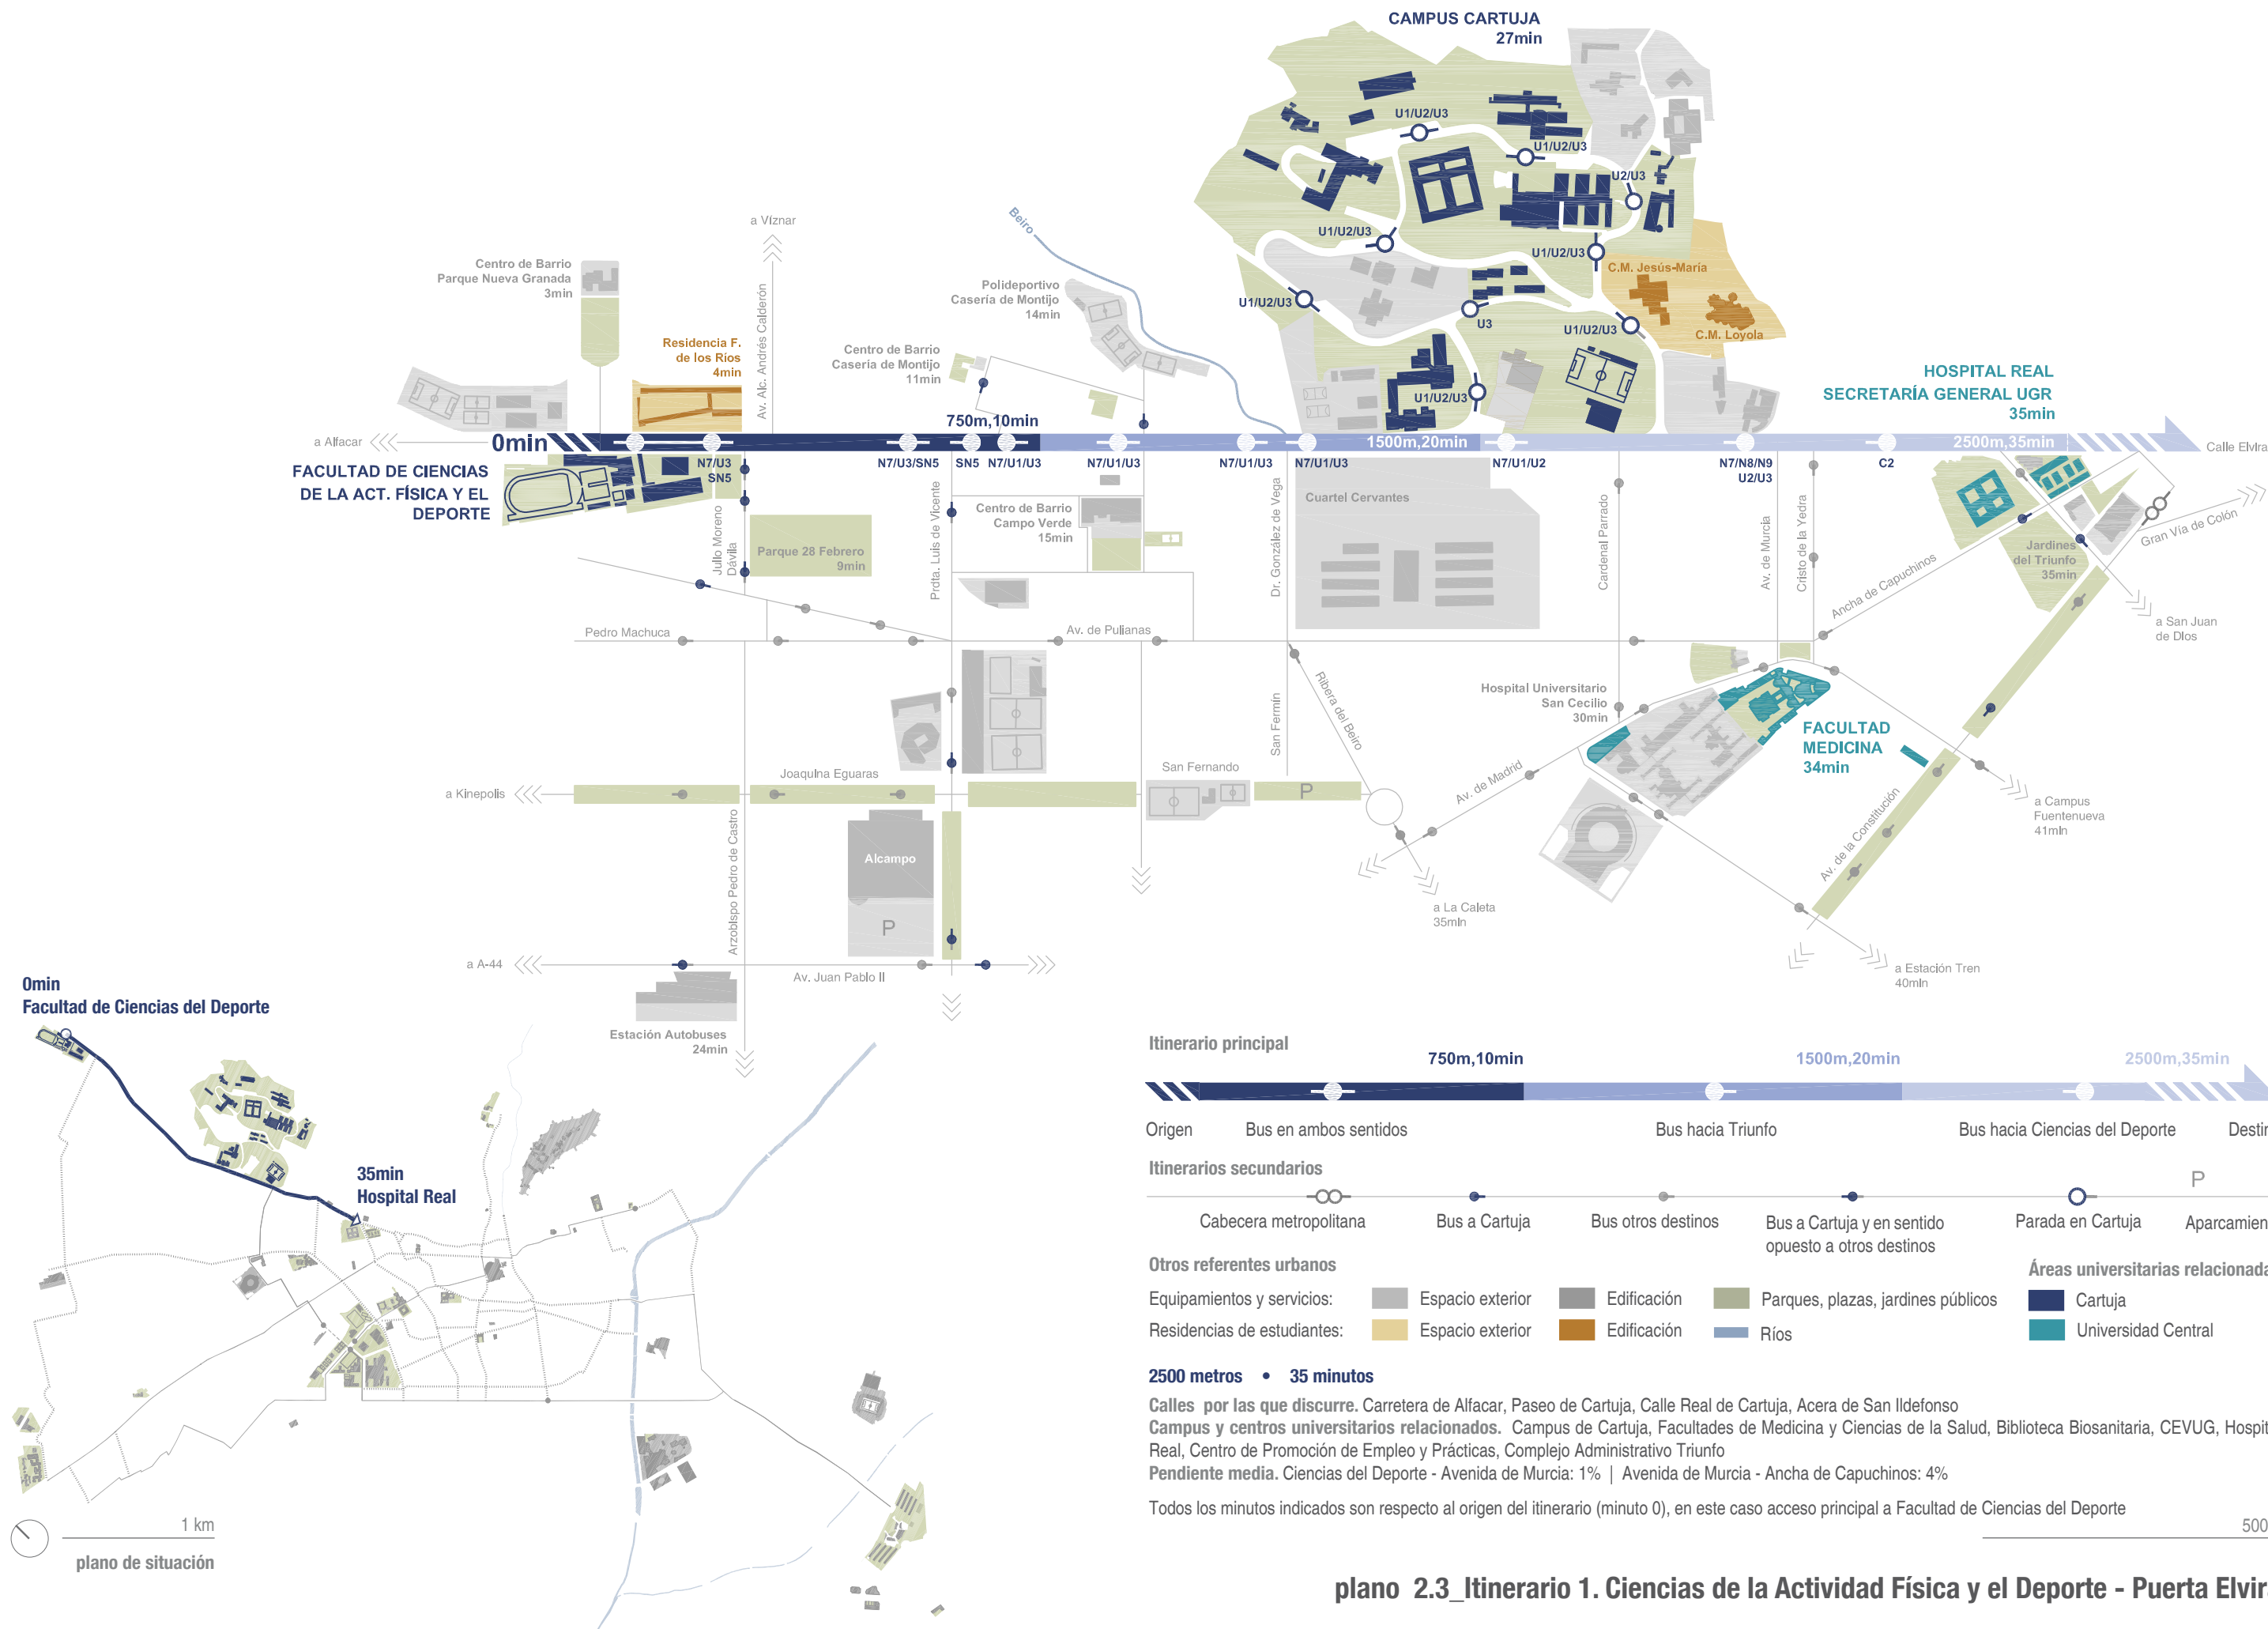 CAMPUS CARTUJA
27min
U1/U2/U3
U1/U2/U3
U2/U3
U1/U2/U3
U1/U2/U3
U1/U2/U3
U3
U1/U2/U3
U1/U2/U3
C.M. Jesús-María
C.M. Loyola
Beiro
a Víznar
Av. Alc. Andrés Calderón
Centro de Barrio
Parque Nueva Granada
3min
Residencia F.
de los Ríos
4min
Polideportivo
Casería de Montijo
14min
Centro de Barrio
Casería de Montijo
11min
HOSPITAL REAL
SECRETARÍA GENERAL UGR
35min
a Alfacar
0min
750m,10min
1500m,20min
2500m,35min
Calle Elvira
FACULTAD DE CIENCIAS
DE LA ACT. FÍSICA Y EL
DEPORTE
N7/U3
SN5
N7/U3/SN5
SN5
N7/U1/U3
N7/U1/U3
N7/U1/U3
N7/U1/U3
N7/U1/U2
N7/N8/N9
U2/U3
C2
Julio Moreno
Dávila
Parque 28 Febrero
9min
Prdta. Luis de Vicente
Centro de Barrio
Campo Verde
15min
Dr. González de Vega
Cuartel Cervantes
Cardenal Parrado
Av. de Murcia
Cristo de la Yedra
Ancha de Capuchinos
Jardines
del Triunfo
35min
Gran Vía de Colón
a San Juan
de Dios
Pedro Machuca
Av. de Pulianas
San Fermín
Ribera del Beiro
Hospital Universitario
San Cecilio
30min
FACULTAD
MEDICINA
34min
Av. de Madrid
Av. de la Constitución
a Campus
Fuentenueva
41min
a La Caleta
35min
a Estación Tren
40min
a Kinepolis
Joaquina Eguaras
San Fernando
P
Arzobispo Pedro de Castro
Alcampo
P
a A-44
Av. Juan Pablo II
Estación Autobuses
24min
0min
Facultad de Ciencias del Deporte
35min
Hospital Real
1 km
plano de situación
Itinerario principal
750m,10min
1500m,20min
2500m,35min
Origen
Bus en ambos sentidos
Bus hacia Triunfo
Bus hacia Ciencias del Deporte
Destin
Itinerarios secundarios
P
Cabecera metropolitana
Bus a Cartuja
Bus otros destinos
Bus a Cartuja y en sentido
opuesto a otros destinos
Parada en Cartuja
Aparcamien
Otros referentes urbanos
Áreas universitarias relacionada
Equipamientos y servicios:
Espacio exterior
Edificación
Parques, plazas, jardines públicos
Cartuja
Residencias de estudiantes:
Espacio exterior
Edificación
Ríos
Universidad Central
2500 metros • 35 minutos
Calles por las que discurre. Carretera de Alfacar, Paseo de Cartuja, Calle Real de Cartuja, Acera de San Ildefonso
Campus y centros universitarios relacionados. Campus de Cartuja, Facultades de Medicina y Ciencias de la Salud, Biblioteca Biosanitaria, CEVUG, Hospit
Real, Centro de Promoción de Empleo y Prácticas, Complejo Administrativo Triunfo
Pendiente media. Ciencias del Deporte - Avenida de Murcia: 1% | Avenida de Murcia - Ancha de Capuchinos: 4%
Todos los minutos indicados son respecto al origen del itinerario (minuto 0), en este caso acceso principal a Facultad de Ciencias del Deporte
500
plano 2.3_Itinerario 1. Ciencias de la Actividad Física y el Deporte - Puerta Elvir